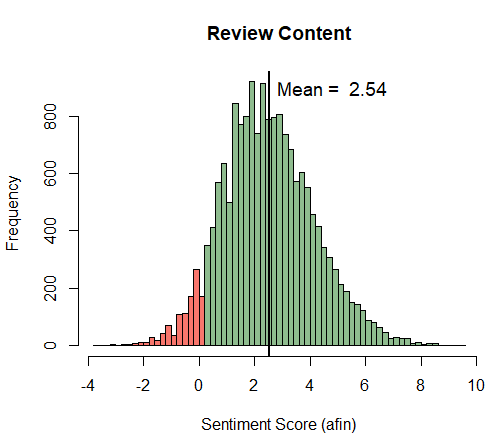 Review Content
Mean =  2.54
Frequency
800
600
400
200
0
-4 -2 0 2 4 6 8 10
Sentiment Score (afin)